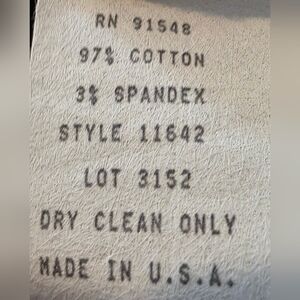 RN 91548
97% COTTON
3% SPANDEX
STYLE 11642
LOT 3152
DRY CLEAN ONLY
MADE IN U.S.A.